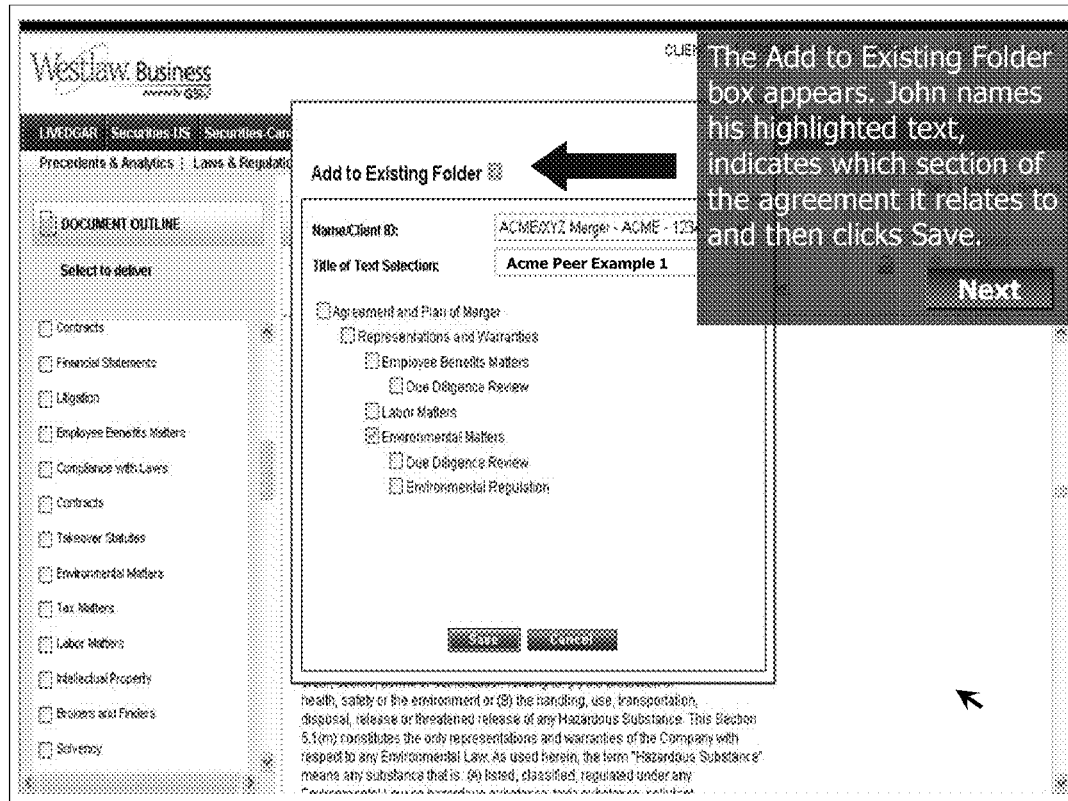 Westlaw Business
CLIEN
The Add to Existing Folder
box appears. John names
his highlighted text,
indicates which section of
the agreement it relates to
and then clicks Save.
Next
LIVEDGAR Securities-US Securities-Can
Precedents & Analytics | Laws & Regulatio
DOCUMENT OUTLINE
Select to deliver
Contracts
Financial Statements
Litigation
Employee Benefits Matters
Compliance with Laws
Contracts
Takeover Statutes
Environmental Matters
Tax Matters
Labor Matters
Intellectual Property
Brokers and Finders
Solvency
Add to Existing Folder
Name/Client ID:
ACME/XYZ Merger - ACME - 1234
Title of Text Selection:
Acme Peer Example 1
Agreement and Plan of Merger
Representations and Warranties
Employee Benefits Matters
Due Diligence Review
Labor Matters
Environmental Matters
Due Diligence Review
Environmental Regulation
Save Cancel
health, safety or the environment or (B) the handling, use, transportation,
disposal, release or threatened release of any Hazardous Substance. This Section
5.1(m) constitutes the only representations and warranties of the Company with
respect to any Environmental Law. As used herein, the term "Hazardous Substance"
means any substance that is: (A) listed, classified, regulated under any